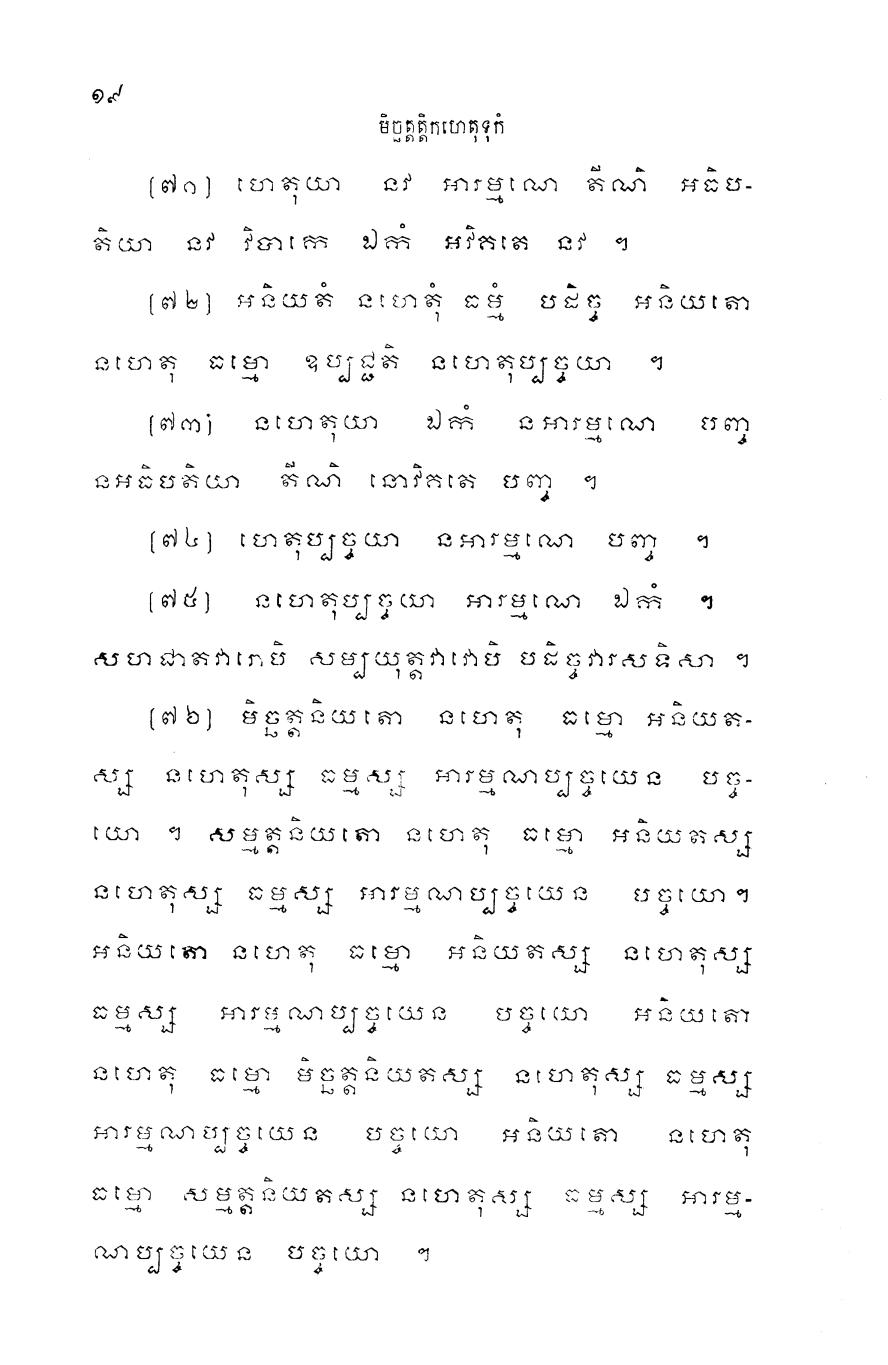 ១៩
មិច្ឆត្តត្តិកហេតុទុកំ
[៧១] ហេតុយា នវ អារម្មណេ តីណិ អធិប-
តិយា នវ វិបាកេ ឯកំ អវិគតេ នវ ។
[៧២] អនិយតំ នហេតុំ ធម្មំ បដិច្ច អនិយតោ
នហេតុ ធម្មោ ឧប្បជ្ជតិ នហេតុប្បច្ចយា ។
[៧៣] នហេតុយា ឯកំ នអារម្មណេ បញ្ច
នអធិបតិយា តីណិ នោវិគតេ បញ្ច ។
[៧៤] ហេតុប្បច្ចយា នអារម្មណេ បញ្ច ។
[៧៥] នហេតុប្បច្ចយា អារម្មណេ ឯកំ ។
សហជាតវារេបិ សម្បយុត្តវាវេបិ បដិច្ចវារសទិសា ។
[៧៦] មិច្ឆត្តនិយតោ នហេតុ ធម្មោ អនិយត-
ស្ស នហេតុស្ស ធម្មស្ស អារម្មណប្បច្ចយេន បច្ច-
យោ ។ សម្មត្តនិយតោ នហេតុ ធម្មោ អនិយតស្ស
នហេតុស្ស ធម្មស្ស អារម្មណប្បច្ចយេន បច្ចយោ។
អនិយតោ នហេតុ ធម្មោ អនិយតស្ស នហេតុស្ស
ធម្មស្ស អារម្មណប្បច្ចយេន បច្ចយោ អនិយតោ
នហេតុ ធម្មោ មិច្ឆត្តនិយតស្ស នហេតុស្ស ធម្មស្ស
អារម្មណប្បច្ចយេន បច្ចយោ អនិយតោ នហេតុ
ធម្មោ សម្មត្តនិយតស្ស នហេតុស្ស ធម្មស្ស អារម្ម-
ណប្បច្ចយេន បច្ចយោ ។